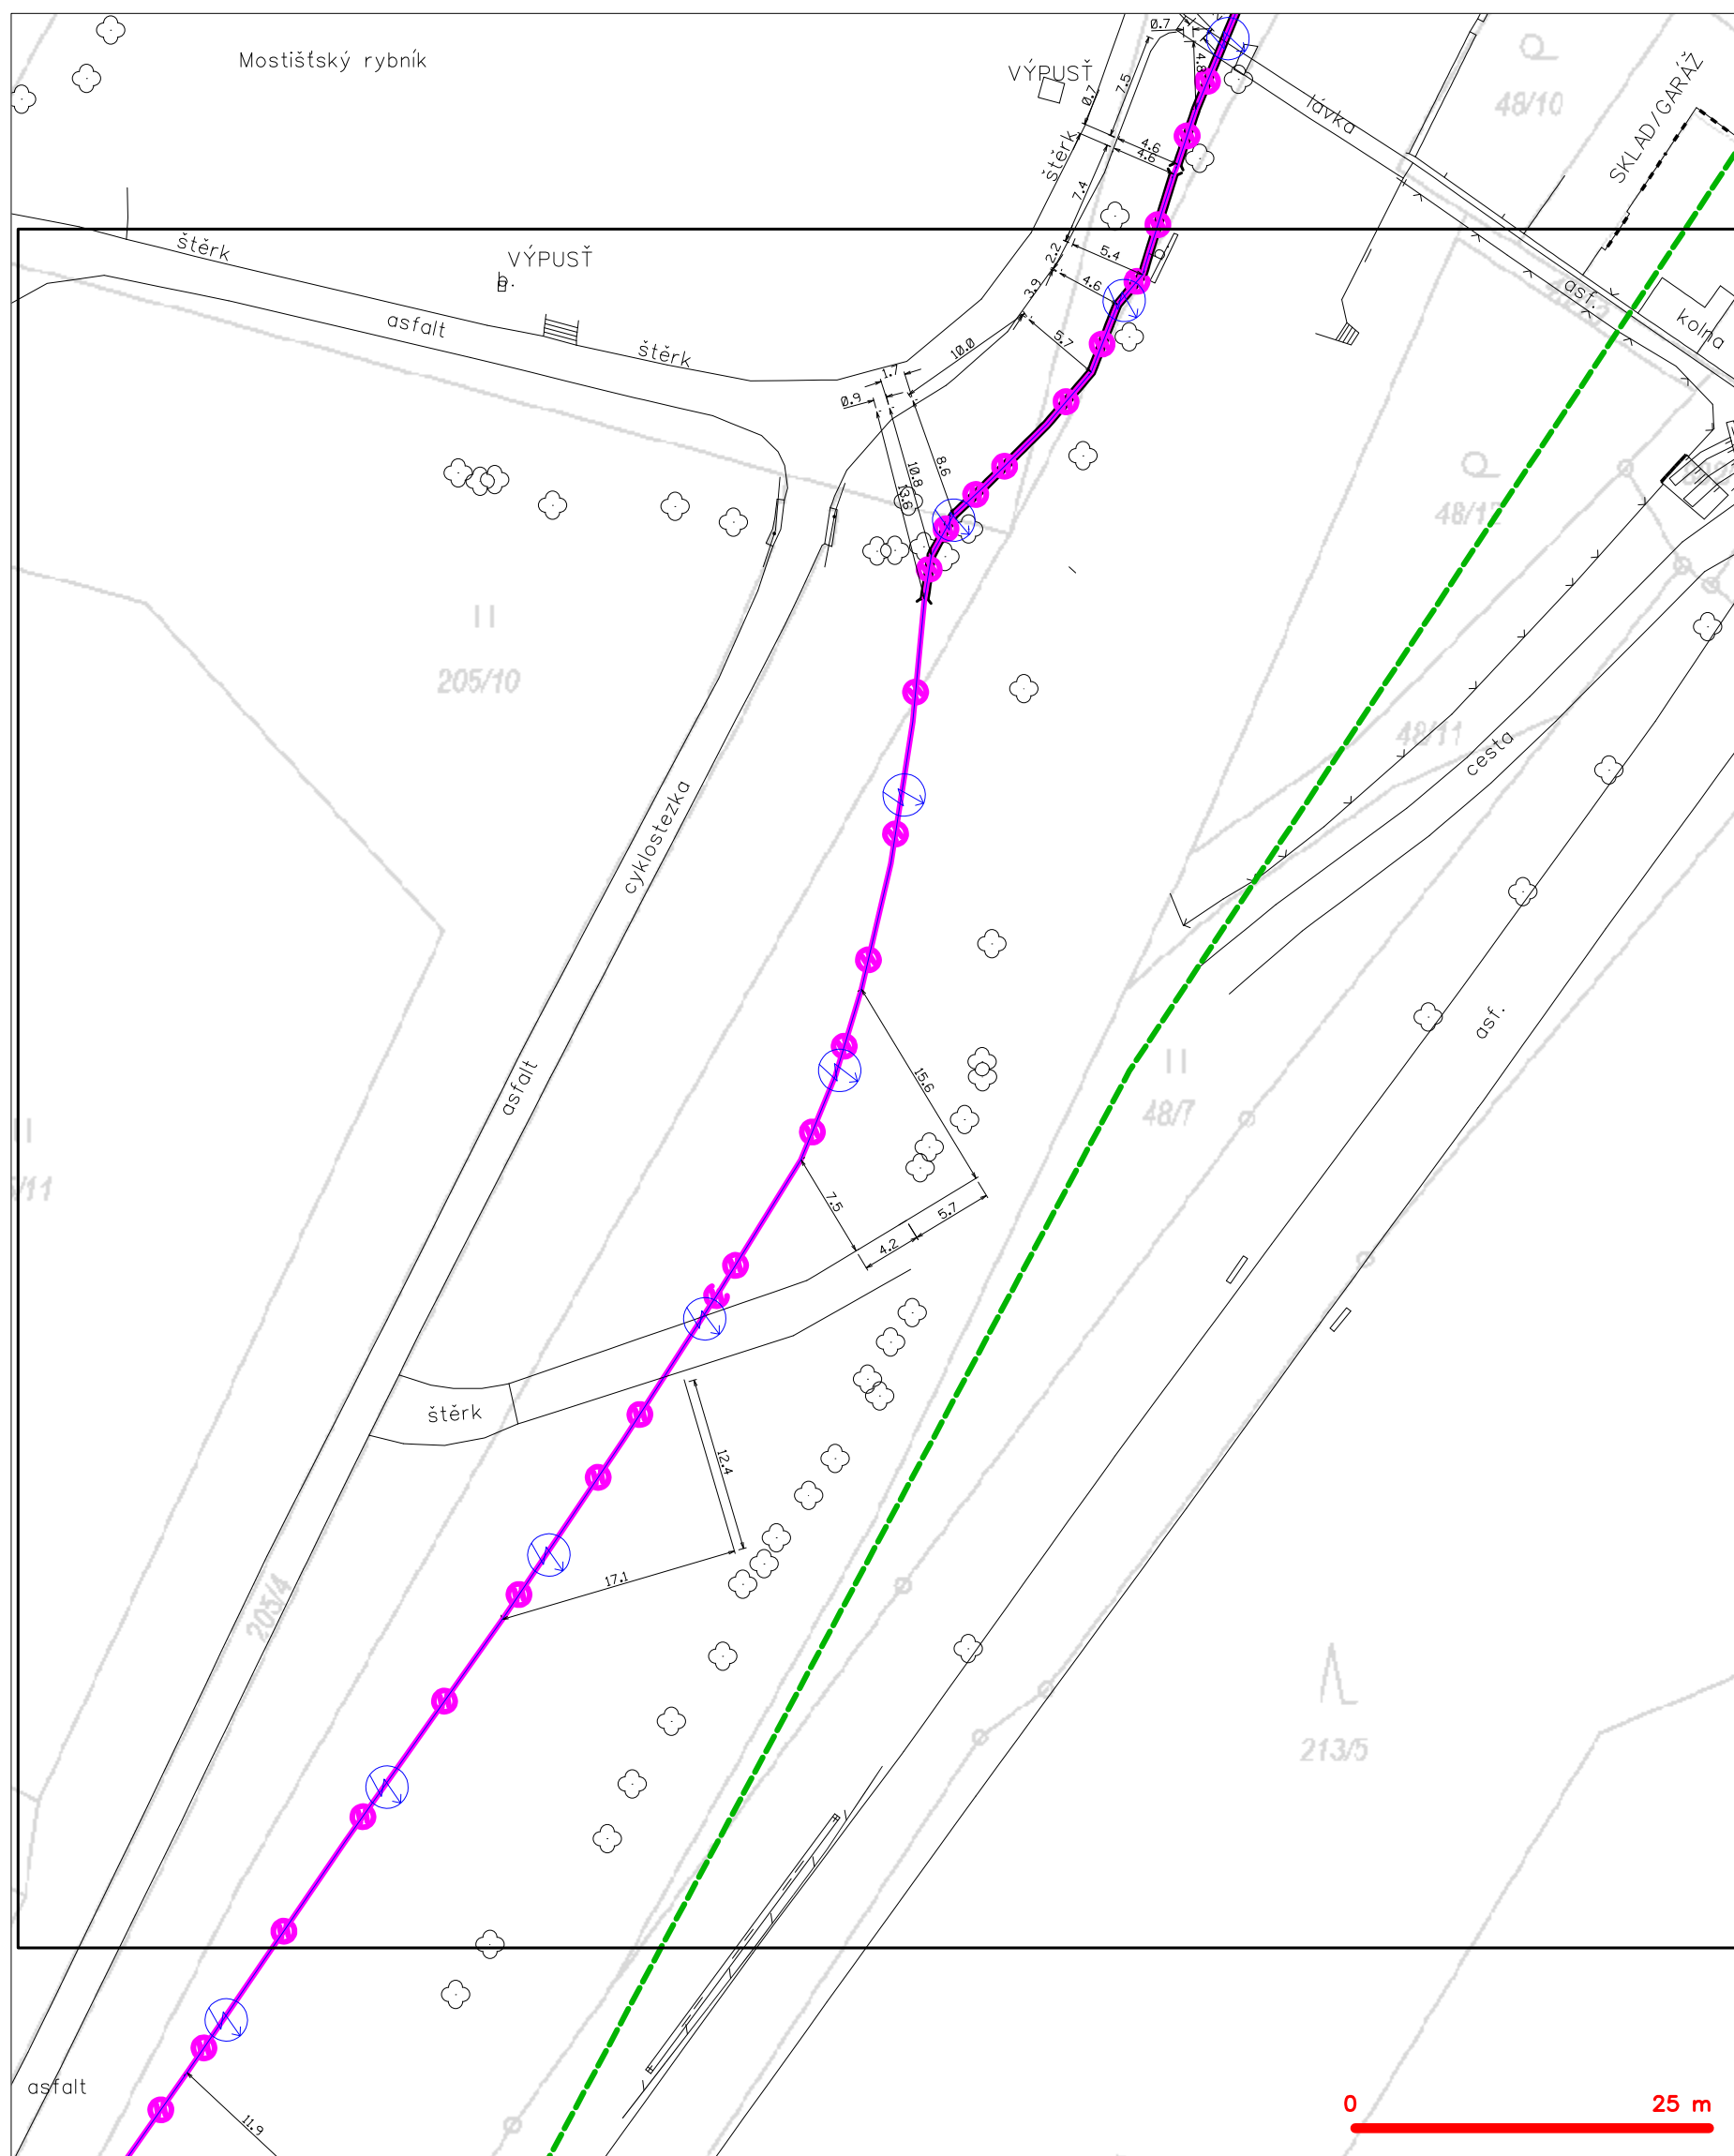 Mostišťský rybník
VÝPUSŤ
0.7
4.8
7.5
0.7
lávka
48/10
SKLAD/GARÁŽ
štěrk
4.6
4.6
7.4
štěrk
VÝPUSŤ
b.
2.2
5.4
b.
3.9
4.6
asf.
kolna
asfalt
štěrk
10.0
5.7
1.7
0.9
8.6
10.8
13.6
48/12
205/10
48/11
cesta
cyklostezka
asf.
asfalt
15.6
48/7
7.5
5.7
4.2
štěrk
12.4
17.1
205/4
213/5
asfalt
11.9
0 25 m